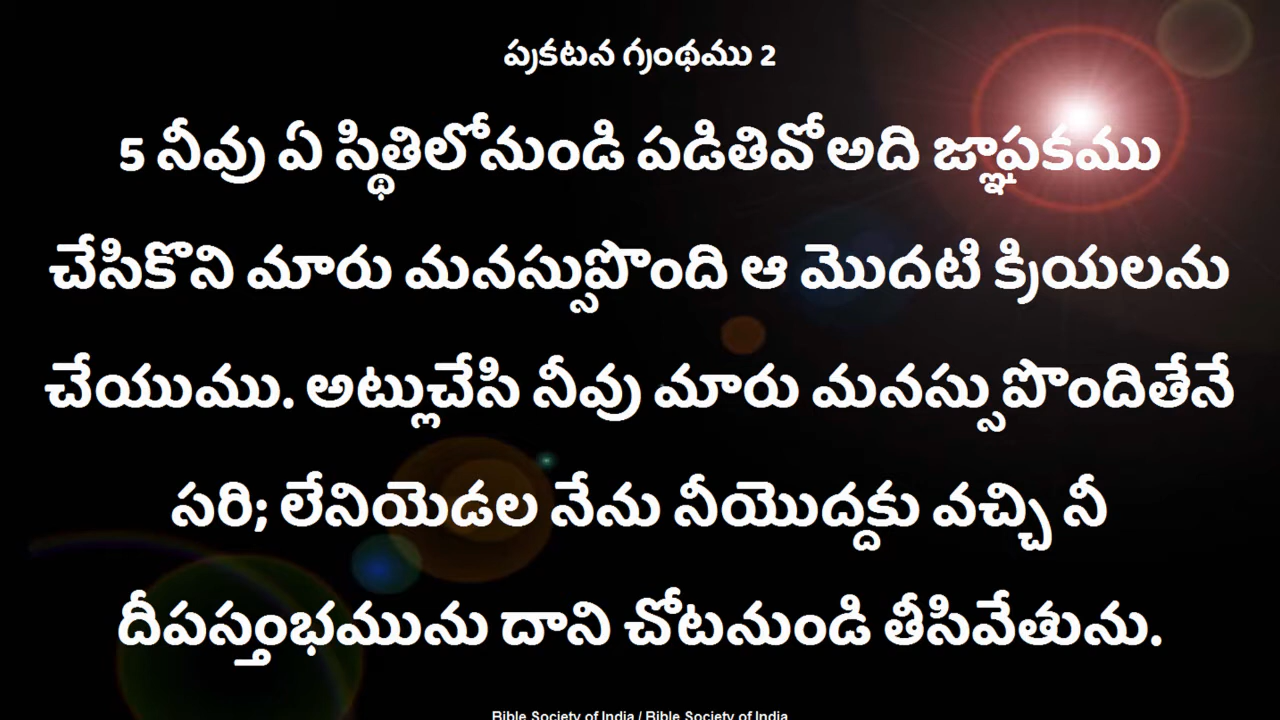 ప్రకటన గ్రంథము 2
5 నీవు ఏ స్థితిలోనుండి పడితివోఅది జ్ఞాపకము
చేసికొని మారు మనస్సుపొంది ఆ మొదటి క్రియలను
చేయుము. అట్లుచేసి నీవు మారు మనస్సుపొందితేనే
సరి; లేనియెడల నేను నీయొద్దకు వచ్చి నీ
దీపస్తంభమును దాని చోటనుండి తీసివేతును.
Bible Society of India / Bible Society of India